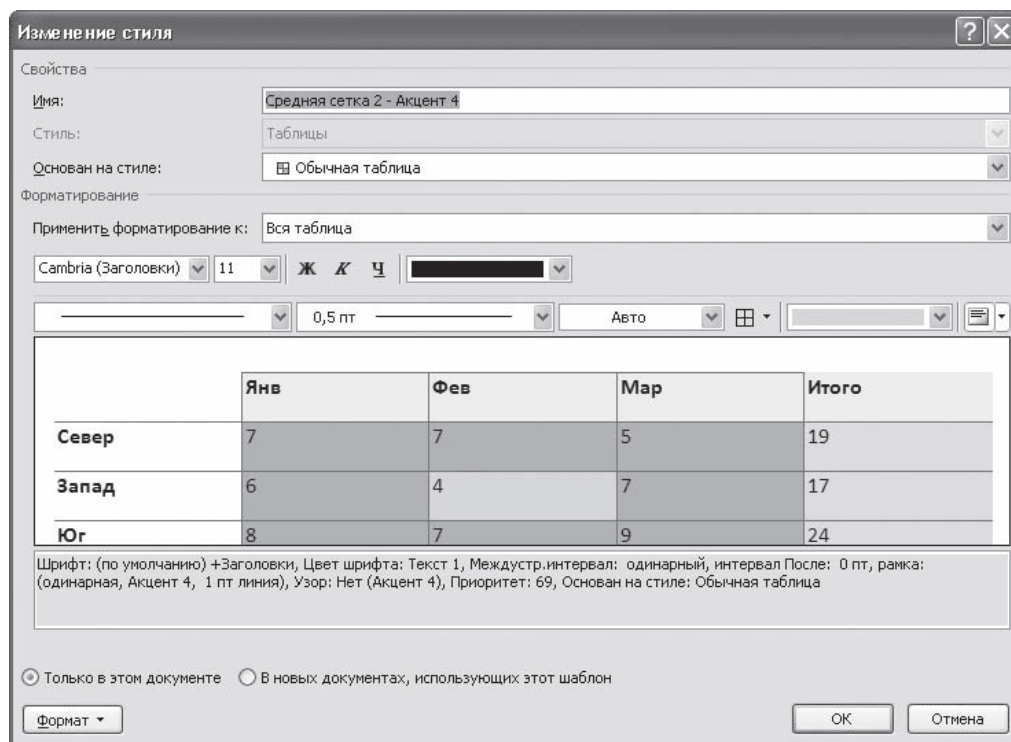 Изменение стиля
Свойства
Имя: Средняя сетка 2 - Акцент 4
Стиль: Таблицы
Основан на стиле: Обычная таблица
Форматирование
Применить форматирование к: Вся таблица
Cambria (Заголовки) 11 Ж К Ч
0,5 пт Авто
Янв Фев Мар Итого
Север 7 7 5 19
Запад 6 4 7 17
Юг 8 7 9 24
Шрифт: (по умолчанию) +Заголовки, Цвет шрифта: Текст 1, Междустр.интервал: одинарный, интервал После: 0 пт, рамка:
(одинарная, Акцент 4, 1 пт линия), Узор: Нет (Акцент 4), Приоритет: 69, Основан на стиле: Обычная таблица
Только в этом документе В новых документах, использующих этот шаблон
Формат ОК Отмена